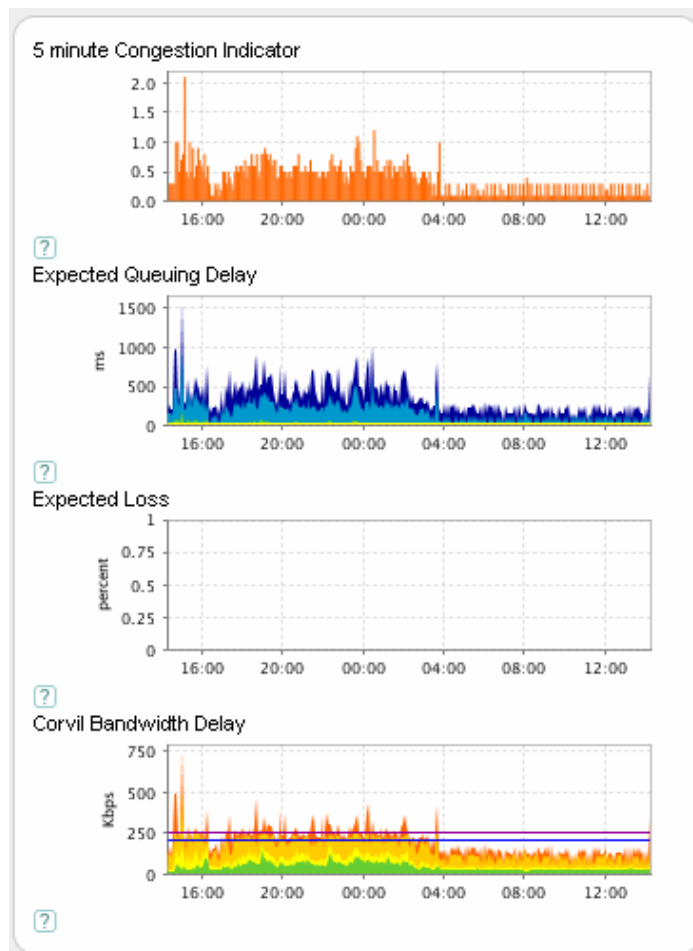 5 minute Congestion Indicator
2.0
1.5
1.0
0.5
0.0
16:00 20:00 00:00 04:00 08:00 12:00
?
Expected Queuing Delay
1500
1000
ms
500
0
16:00 20:00 00:00 04:00 08:00 12:00
?
Expected Loss
1
0.75
percent
0.5
0.25
0
16:00 20:00 00:00 04:00 08:00 12:00
?
Corvil Bandwidth Delay
750
500
Kbps
250
0
16:00 20:00 00:00 04:00 08:00 12:00
?